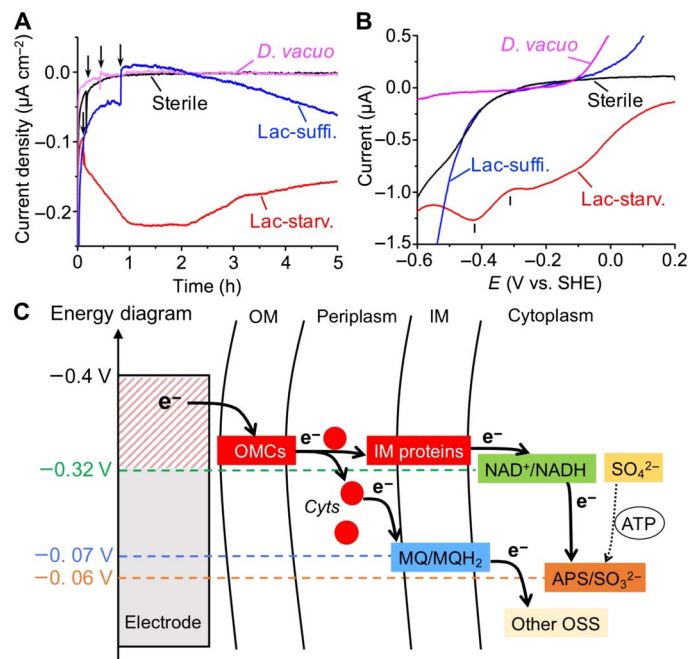 A
Current density (μA cm−2)
0.0
−0.1
−0.2
D. vacuo
Sterile
Lac-suffi.
Lac-starv.
0 1 2 3 4 5
Time (h)
B
Current (μA)
0.5
0.0
−0.5
−1.0
−1.5
D. vacuo
Sterile
Lac-suffi.
Lac-starv.
−0.6 −0.4 −0.2 0.0 0.2
E (V vs. SHE)
C
Energy diagram OM Periplasm IM Cytoplasm
−0.4 V
e−
OMCs e− IM proteins e−
−0.32 V NAD+/NADH SO42−
Cyts e− e− ATP
−0.07 V MQ/MQH2 e−
−0.06 V APS/SO32−
Electrode Other OSS